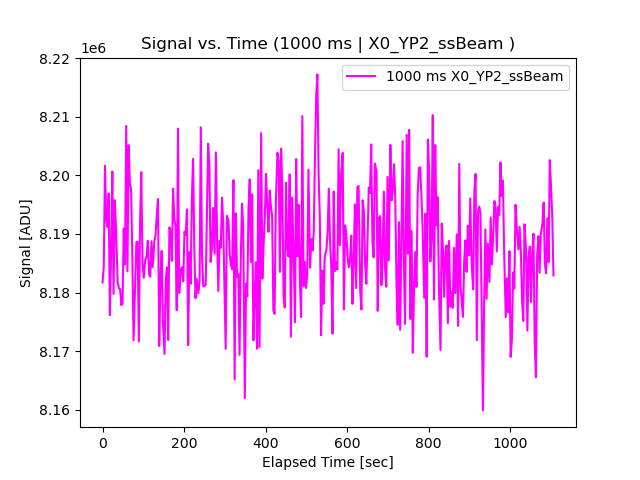 Signal vs. Time (1000 ms | X0_YP2_ssBeam )
1e6
1000 ms X0_YP2_ssBeam
8.22
8.21
8.20
8.19
8.18
8.17
8.16
Signal [ADU]
0 200 400 600 800 1000
Elapsed Time [sec]